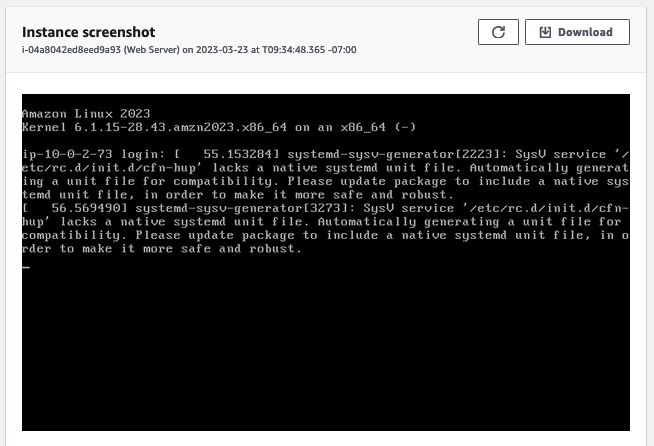 Instance screenshot
i-04a8042ed8eed9a93 (Web Server) on 2023-03-23 at T09:34:48.365 -07:00
Download
Amazon Linux 2023
Kernel 6.1.15-28.43.amzn2023.x86_64 on an x86_64 (-)
ip-10-0-2-73 login: [   55.153284] systemd-sysv-generator[2223]: SysV service '/
etc/rc.d/init.d/cfn-hup' lacks a native systemd unit file. Automatically generat
ing a unit file for compatibility. Please update package to include a native sys
temd unit file, in order to make it more safe and robust.
[   56.569490] systemd-sysv-generator[3273]: SysV service '/etc/rc.d/init.d/cfn-
hup' lacks a native systemd unit file. Automatically generating a unit file for
compatibility. Please update package to include a native systemd unit file, in o
rder to make it more safe and robust.
_